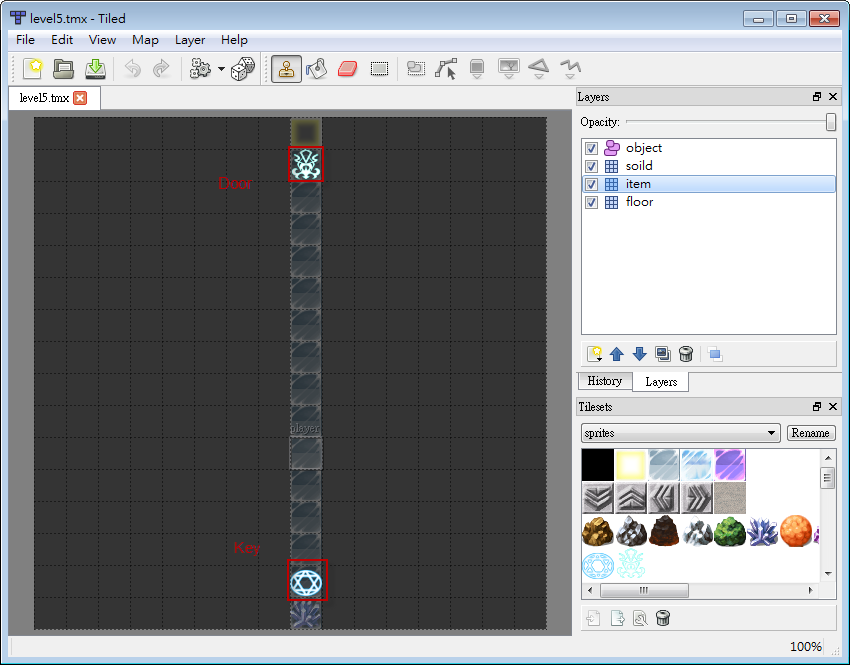 level5.tmx - Tiled
File Edit View Map Layer Help
level5.tmx
Layers
Opacity:
object
soild
item
floor
Door
History Layers
Tilesets
sprites Rename
player
Key
100%